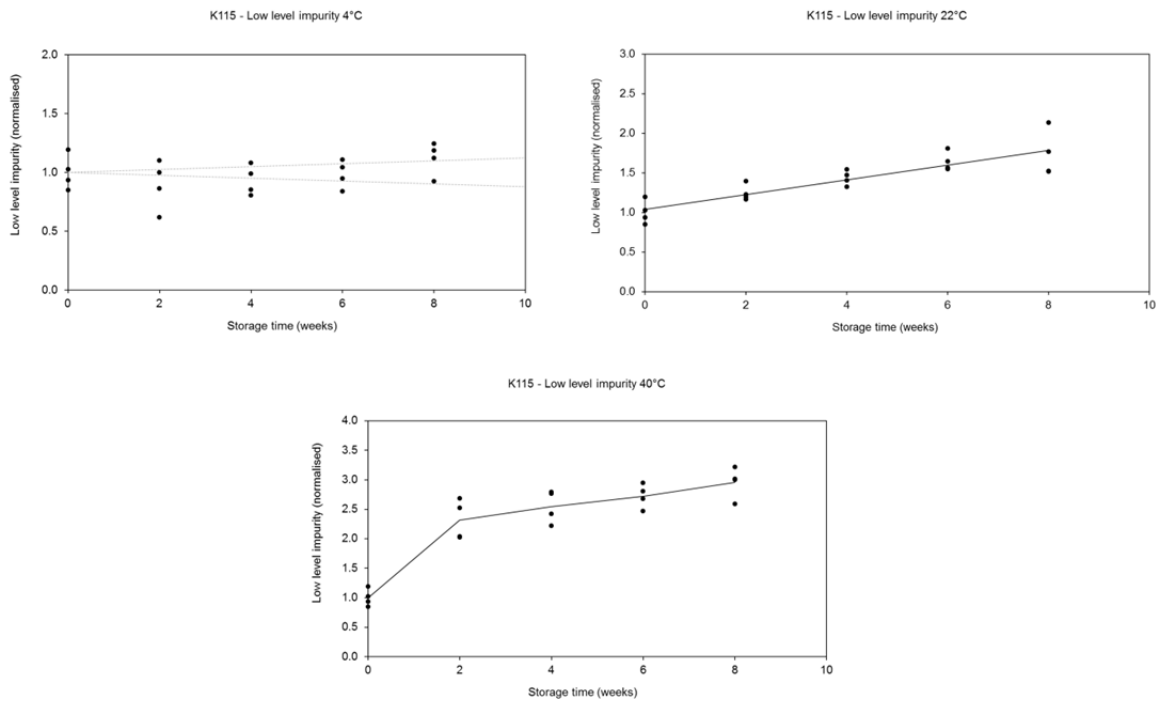 K115 - Low level impurity 4°C
Low level impurity (normalised)
2.0
1.5
1.0
0.5
0.0
0 2 4 6 8 10
Storage time (weeks)
K115 - Low level impurity 22°C
Low level impurity (normalised)
3.0
2.5
2.0
1.5
1.0
0.5
0.0
0 2 4 6 8 10
Storage time (weeks)
K115 - Low level impurity 40°C
Low level impurity (normalised)
4.0
3.5
3.0
2.5
2.0
1.5
1.0
0.5
0.0
0 2 4 6 8 10
Storage time (weeks)